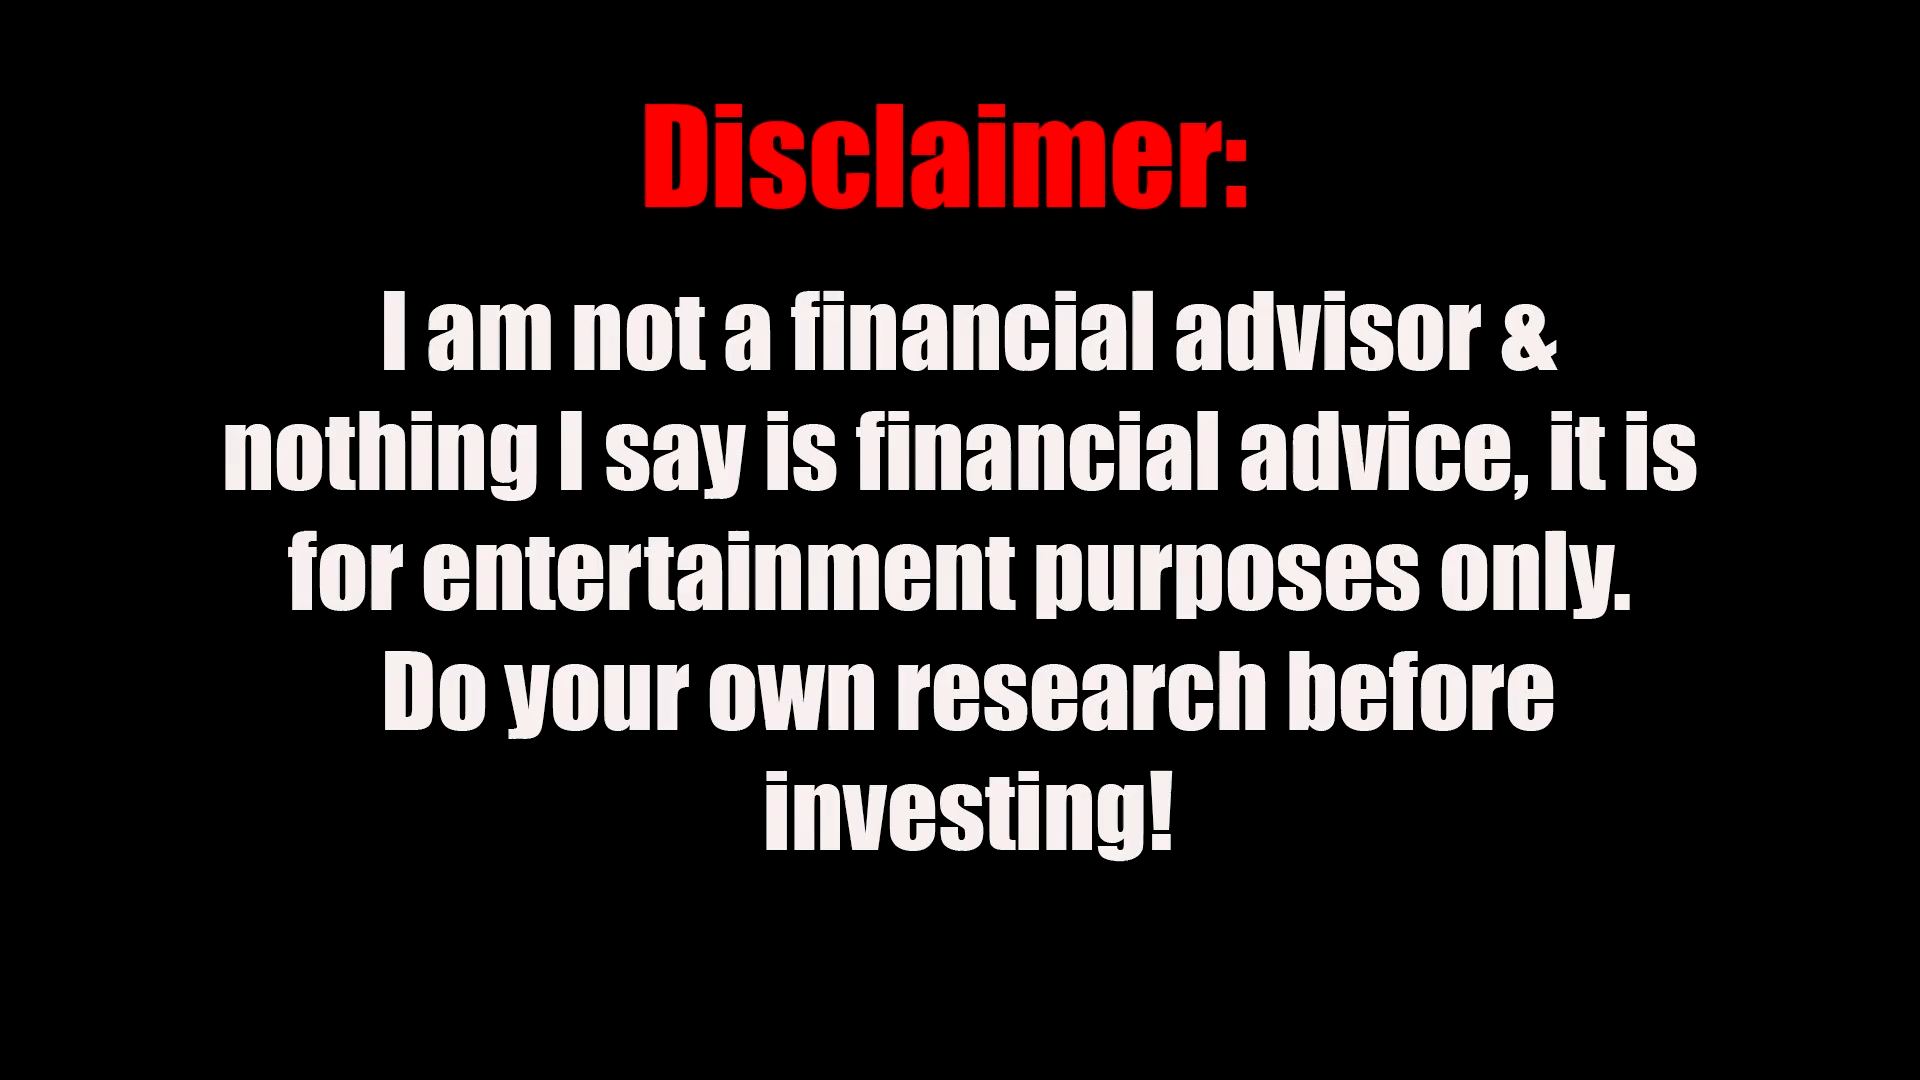 Disclaimer:
I am not a financial advisor &
nothing I say is financial advice, it is
for entertainment purposes only.
Do your own research before
investing!